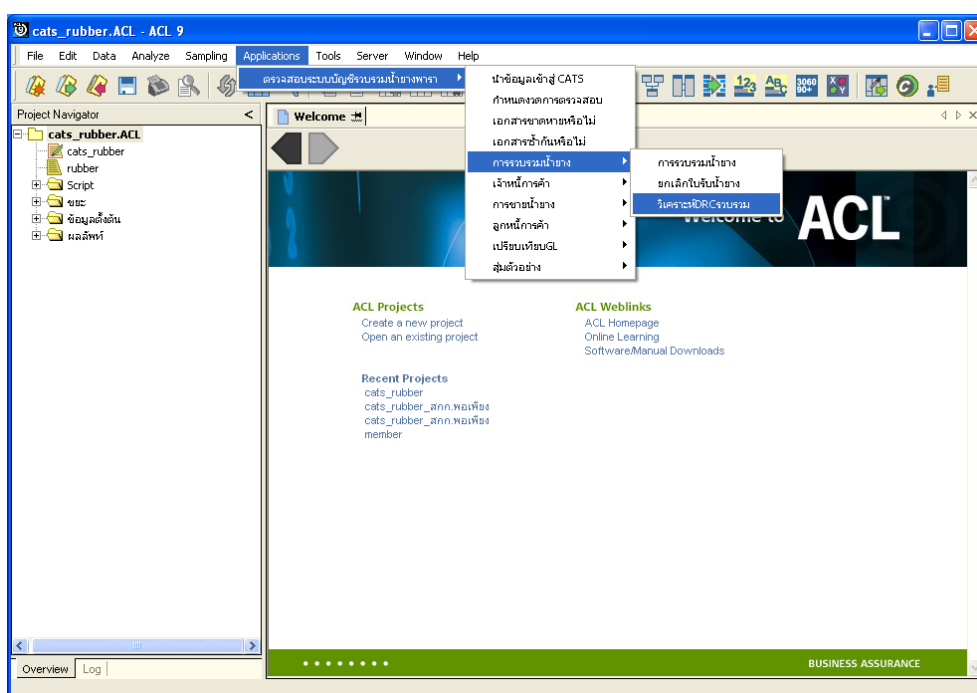 cats_rubber.ACL - ACL 9
File Edit Data Analyze Sampling Applications Tools Server Window Help
ตรวจสอบระบบบัญชีรวบรวมน้ำยางพารา
นำข้อมูลเข้าสู่ CATS
กำหนดงวดการตรวจสอบ
เอกสารขาดหายหรือไม่
เอกสารซ้ำกันหรือไม่
การรวบรวมน้ำยาง
เจ้าหนี้การค้า
การขายน้ำยาง
ลูกหนี้การค้า
เปรียบเทียบGL
สุ่มตัวอย่าง
การรวบรวมน้ำยาง
ยกเลิกใบรับน้ำยาง
วิเคราะห์DRCรวบรวม
Project Navigator <
cats_rubber.ACL
cats_rubber
rubber
Script
ขยะ
ข้อมูลตั้งต้น
ผลลัพท์
Welcome
Welcome to ACL
ACL Projects
Create a new project
Open an existing project
Recent Projects
cats_rubber
cats_rubber_สกก.พอเพียง
cats_rubber_สกก.พอเพียง
member
ACL Weblinks
ACL Homepage
Online Learning
Software/Manual Downloads
BUSINESS ASSURANCE
Overview Log